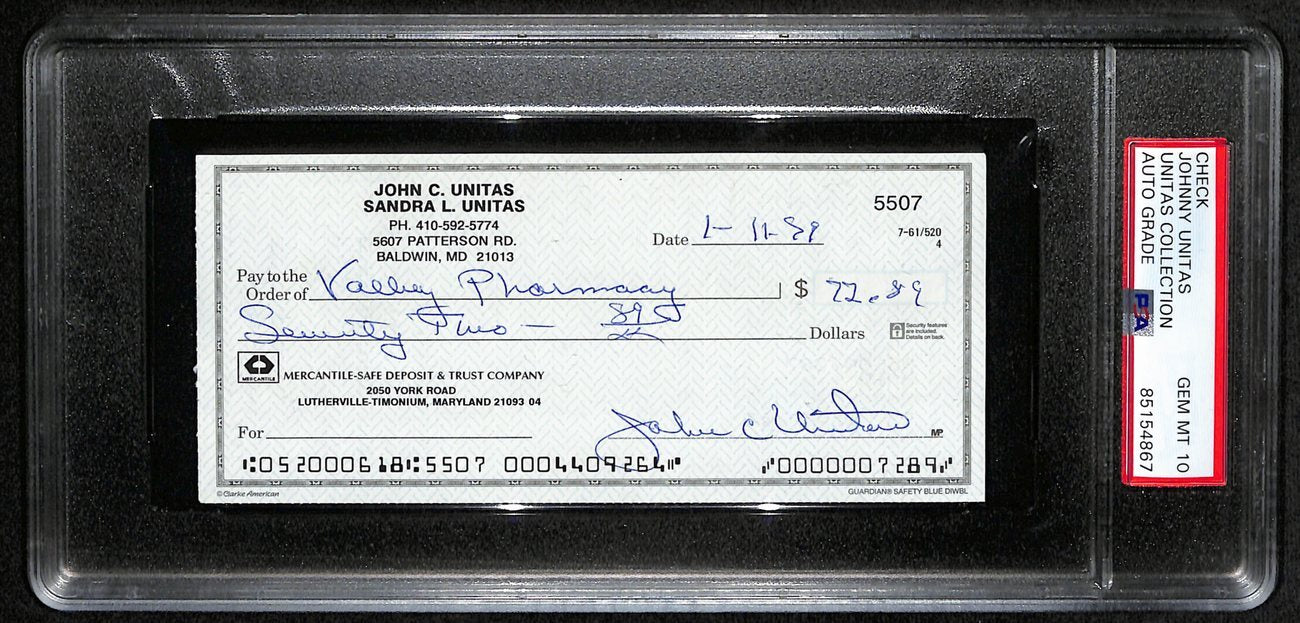 JOHN C. UNITAS
SANDRA L. UNITAS
PH. 410-592-5774
5607 PATTERSON RD.
BALDWIN, MD 21013
5507
Date 1-11-89
7-61/520
4
Pay to the
Order of Valley Pharmacy $ 72.89
Seventy Two — 89 Dollars
Security features
are included.
Details on back.
MERCANTILE
MERCANTILE-SAFE DEPOSIT & TRUST COMPANY
2050 YORK ROAD
LUTHERVILLE-TIMONIUM, MARYLAND 21093 04
For John C Unitas MP
⑆052000618⑆5507 0004409264⑈ ⑈0000007289⑈
© Clarke American
GUARDIAN® SAFETY BLUE DIWBL
CHECK
JOHNNY UNITAS
UNITAS COLLECTION
AUTO GRADE
GEM MT 10
85154867
PSA